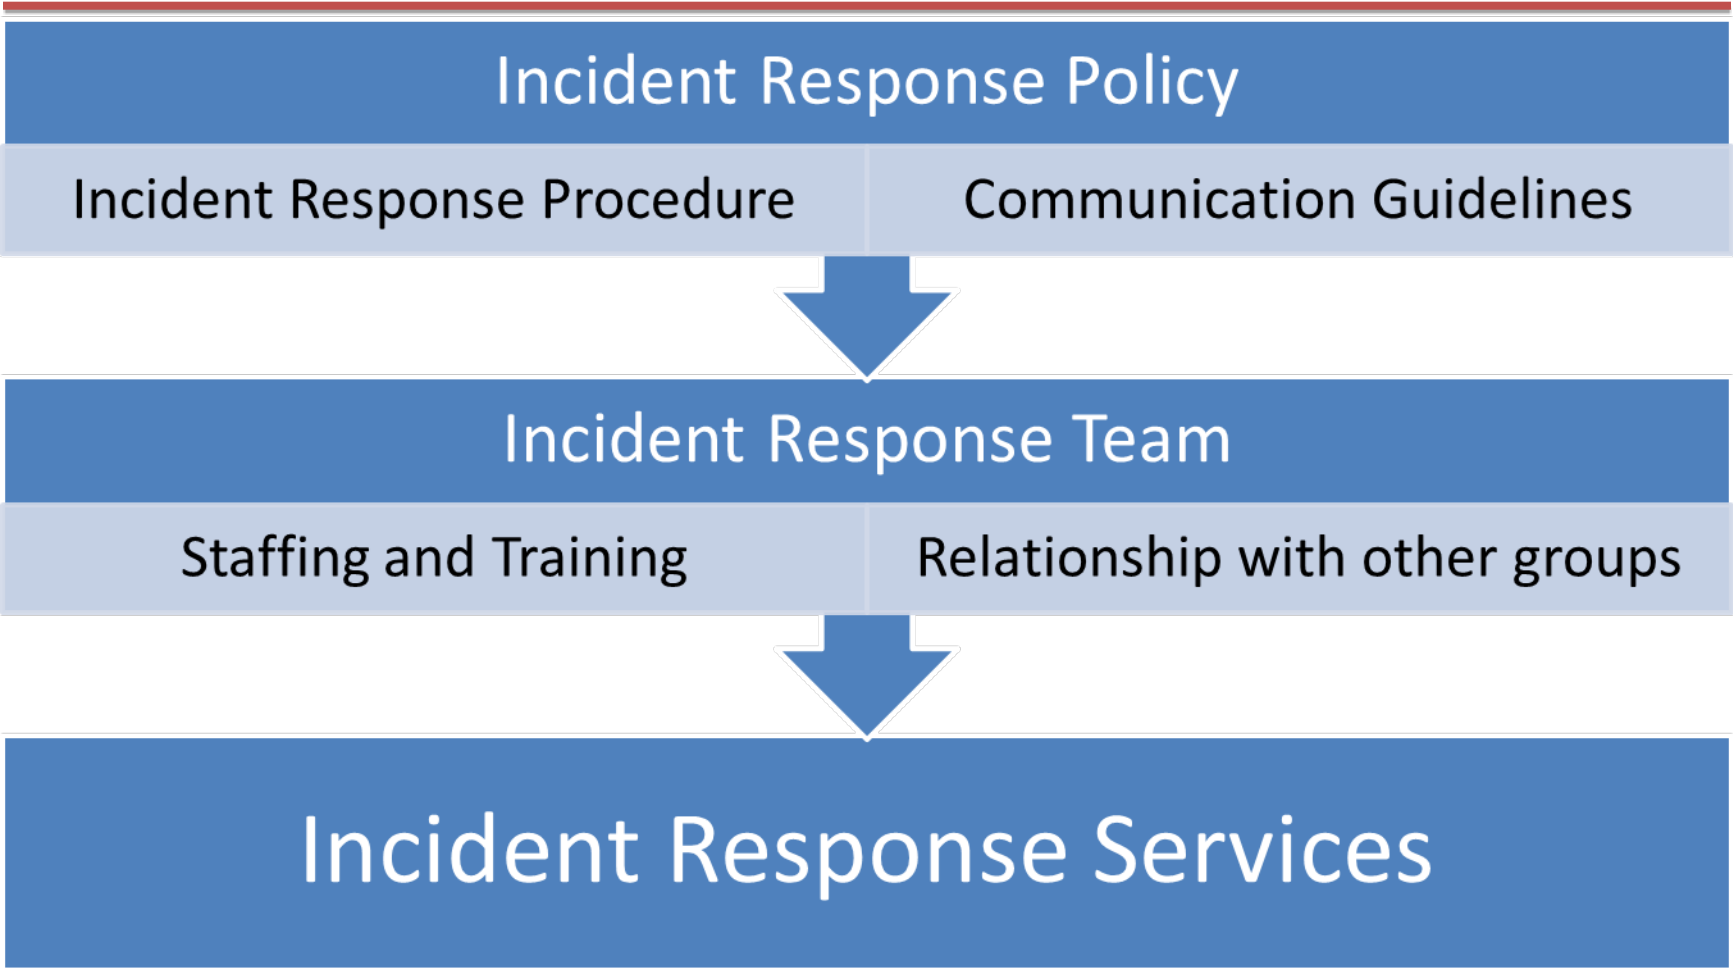 Incident Response Policy
Incident Response Procedure
Communication Guidelines
Incident Response Team
Staffing and Training
Relationship with other groups
Incident Response Services